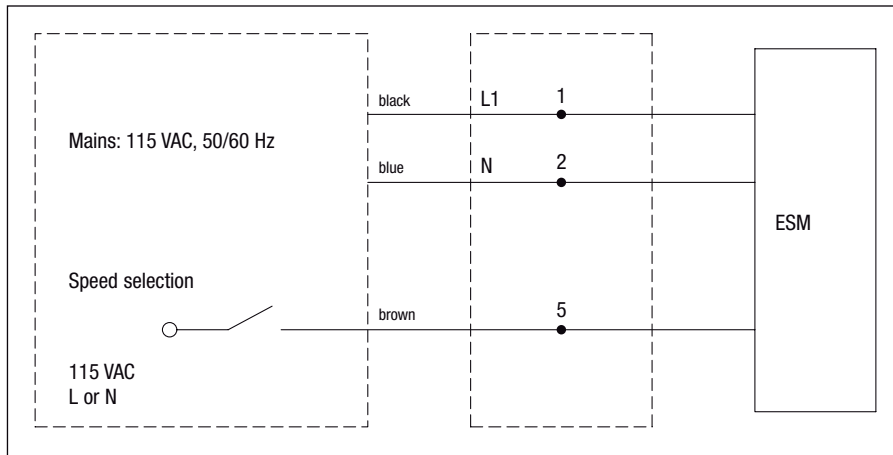 black
L1
1
Mains: 115 VAC, 50/60 Hz
blue
N
2
ESM
Speed selection
brown
5
115 VAC
L or N